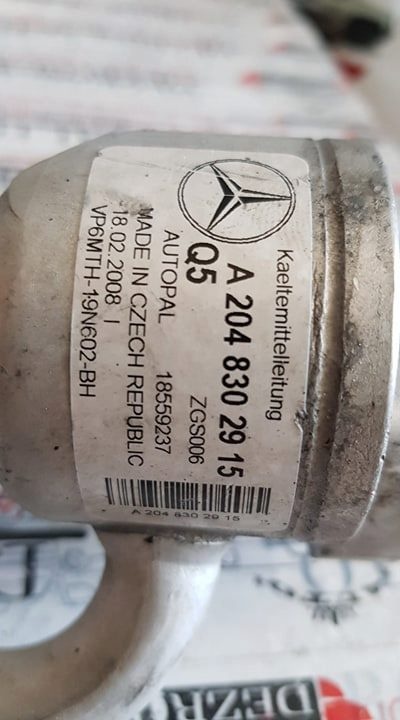 Kaeltemittelleitung
A 204 830 29 15
Q5
ZGS006
AUTOPAL 18559237
MADE IN CZECH REPUBLIC
18.02.2008 I
VP6MTH-19N602-BH
A 204 830 29 15
DEZRO